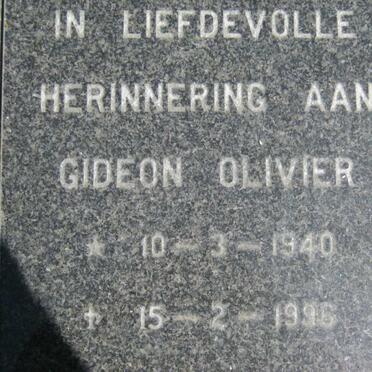 IN LIEFDEVOLLE
HERINNERING AAN
GIDEON OLIVIER
★ 10 – 3 – 1940
✝ 15 – 2 – 1996